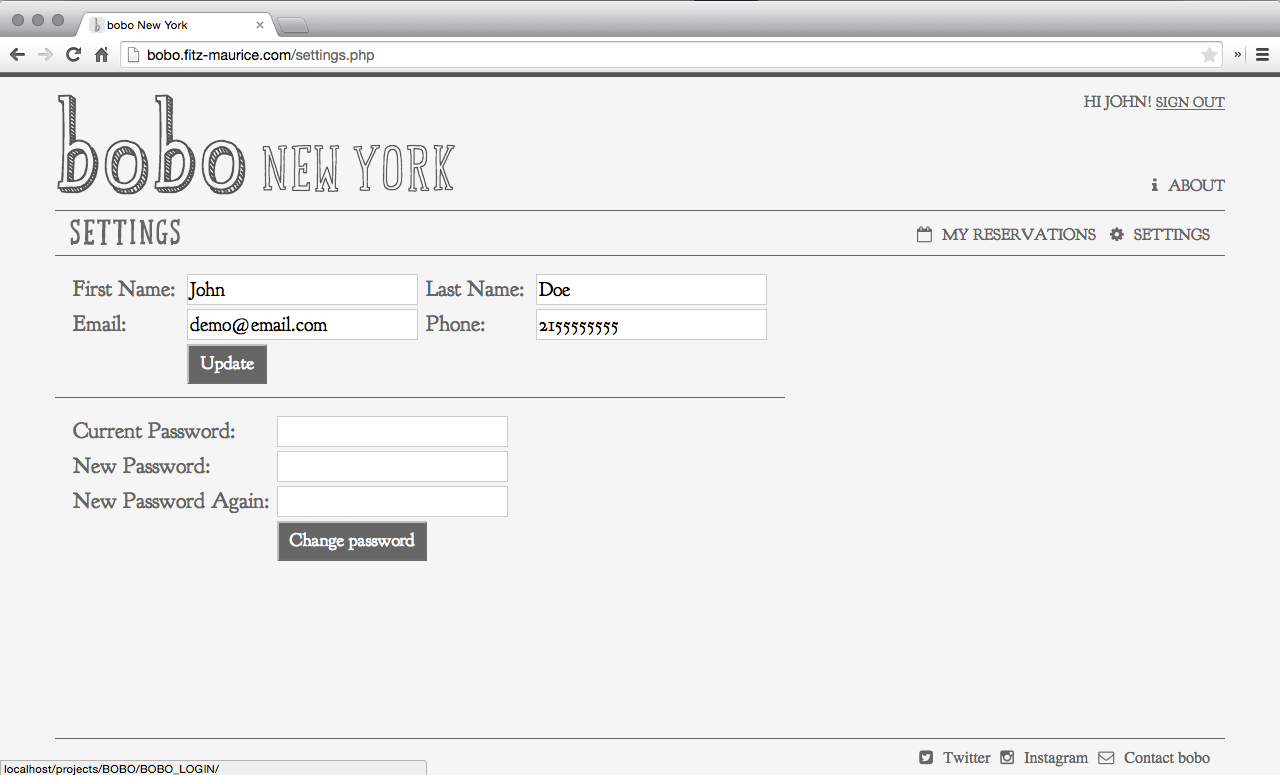 bobo New York
bobo.fitz-maurice.com/settings.php
»
HI JOHN! SIGN OUT
bobo NEW YORK
ABOUT
SETTINGS
MY RESERVATIONS SETTINGS
First Name: John Last Name: Doe
Email: demo@email.com Phone: 2155555555
Update
Current Password:
New Password:
New Password Again:
Change password
Twitter Instagram Contact bobo
localhost/projects/BOBO/BOBO_LOGIN/